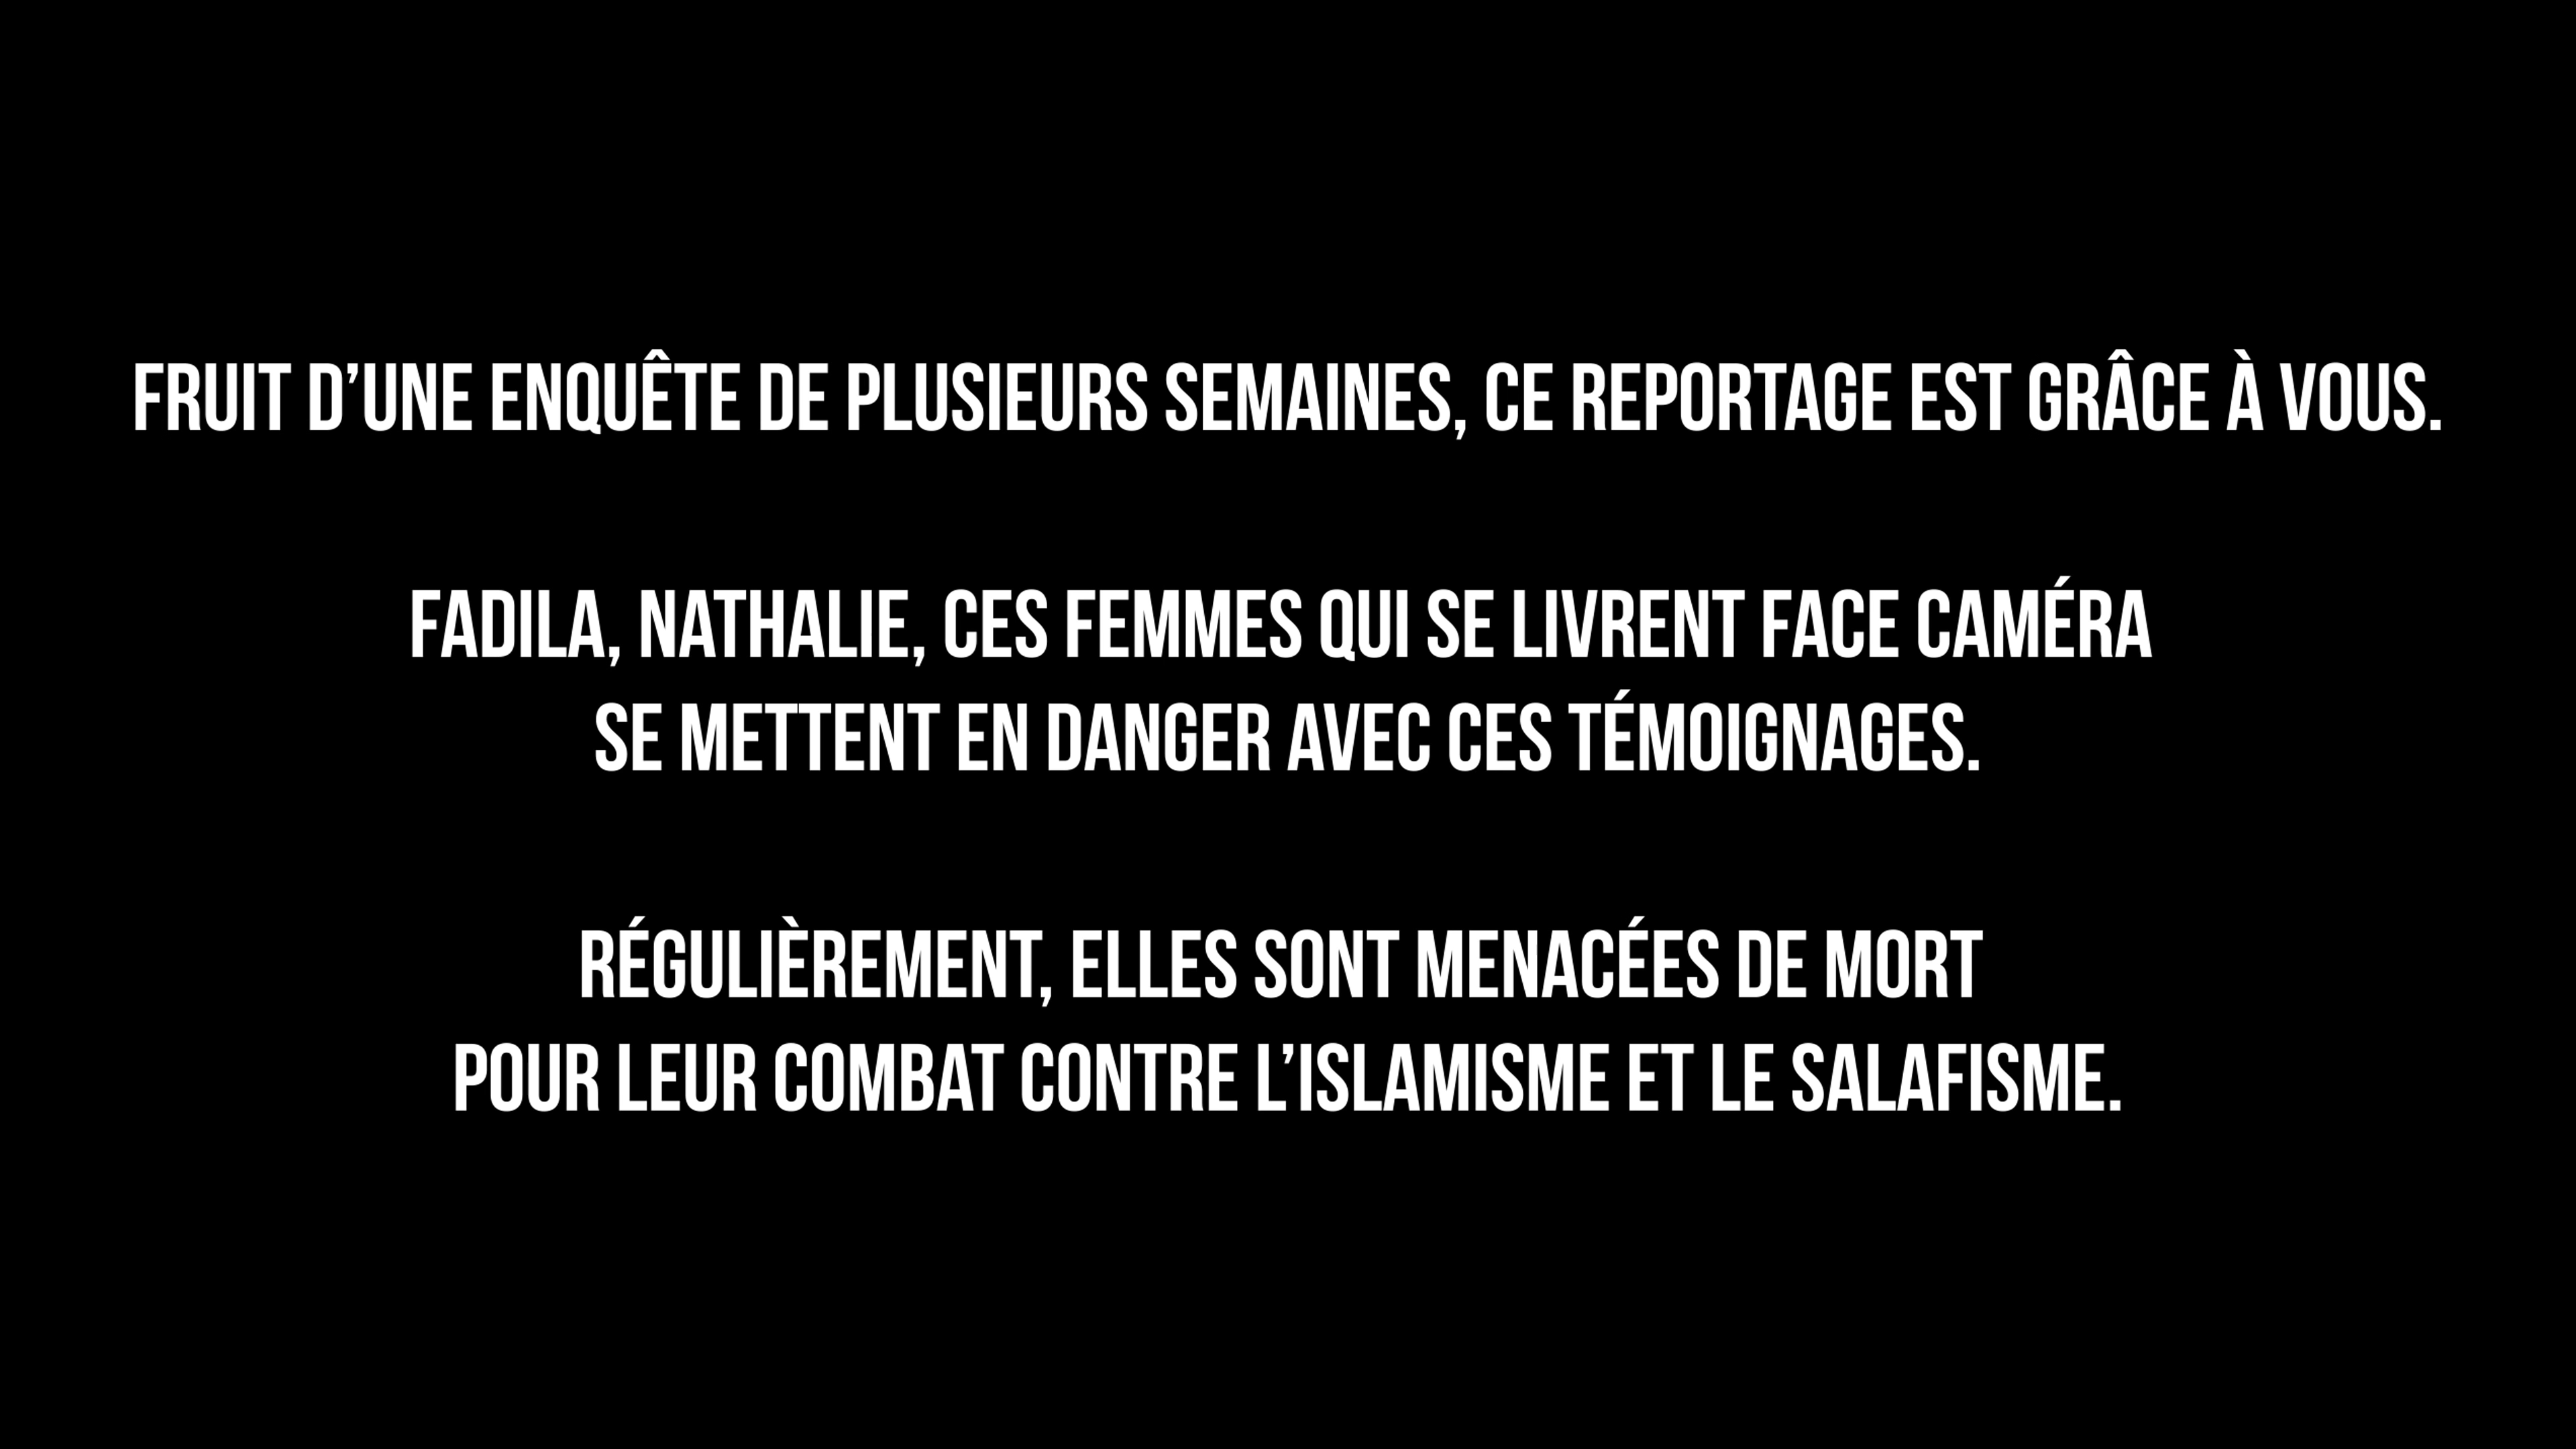 FRUIT D’UNE ENQUÊTE DE PLUSIEURS SEMAINES, CE REPORTAGE EST GRÂCE À VOUS.
FADILA, NATHALIE, CES FEMMES QUI SE LIVRENT FACE CAMÉRA
SE METTENT EN DANGER AVEC CES TÉMOIGNAGES.
RÉGULIÈREMENT, ELLES SONT MENACÉES DE MORT
POUR LEUR COMBAT CONTRE L’ISLAMISME ET LE SALAFISME.